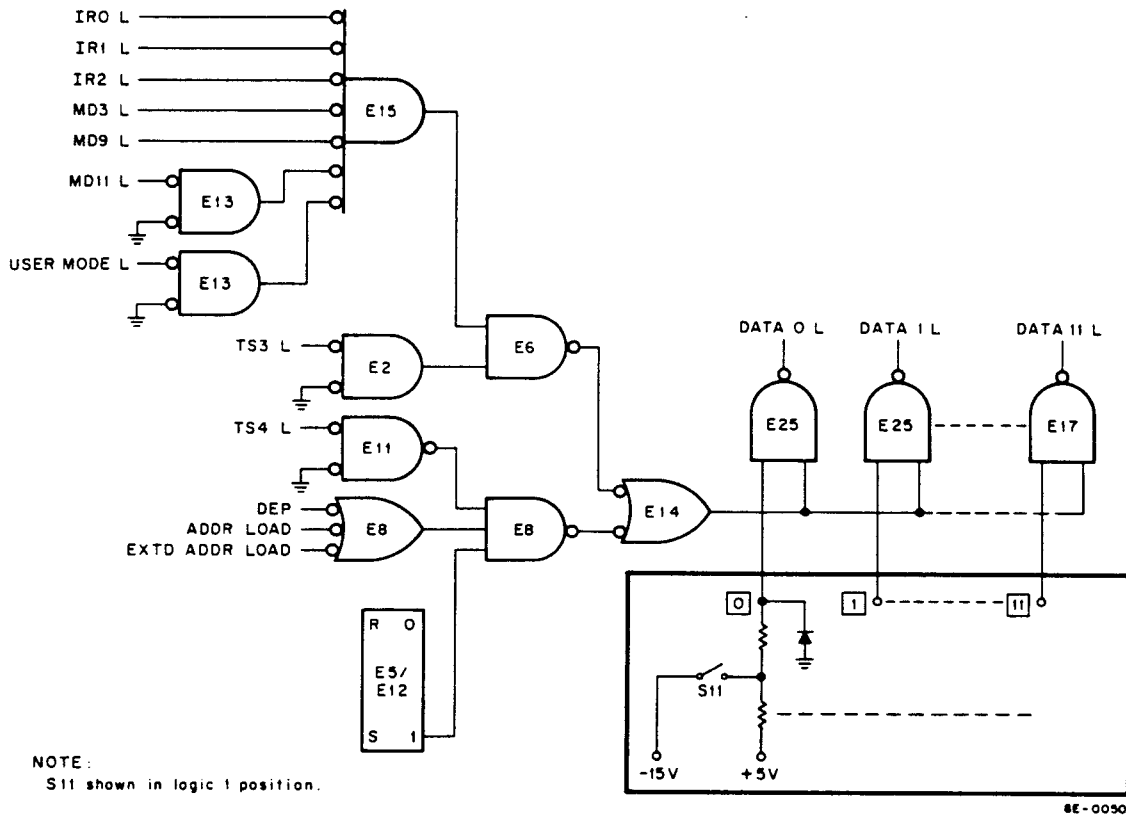 IR0 L
IR1 L
IR2 L
MD3 L
MD9 L
E15
MD11 L
E13
USER MODE L
E13
TS3 L
E2
E6
DATA 0 L
DATA 1 L
DATA 11 L
E25
E25
E17
TS4 L
E11
DEP
ADDR LOAD
EXTD ADDR LOAD
E8
E8
E14
0
1
11
R 0
E5/
E12
S 1
S11
-15V
+5V
NOTE:
S11 shown in logic 1 position.
8E-0050